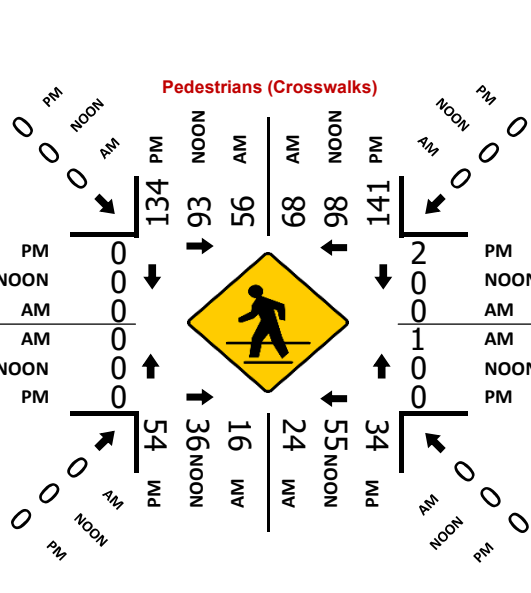 Pedestrians (Crosswalks)
PM NOON AM
0 0 0
PM NOON AM AM NOON PM
134 93 56 68 98 141
PM NOON AM
0 0 0
PM 0
NOON 0
AM 0
AM 0
NOON 0
PM 0
2 PM
0 NOON
0 AM
1 AM
0 NOON
0 PM
54 36 16 24 55 34
PM NOON AM AM NOON PM
0 0 0
AM NOON PM
0 0 0
AM NOON PM